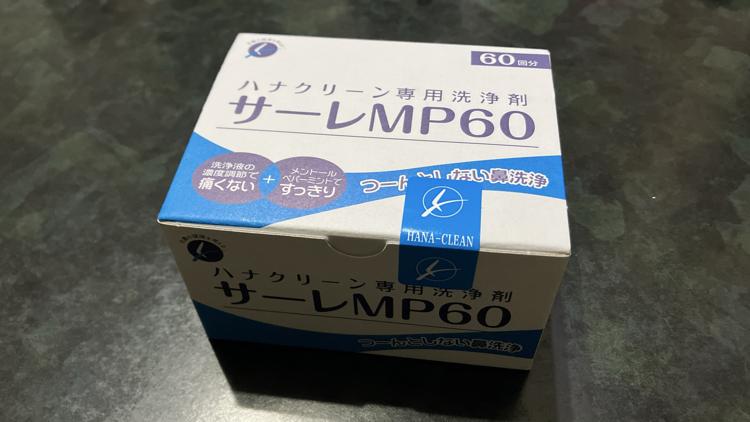 60回分
ハナクリーン専用洗浄剤
サーレMP60
洗浄液の
濃度調節で
痛くない
+
メントール
ペパーミントで
すっきり
つーんとしない鼻洗浄
HANA-CLEAN
ハナクリーン専用洗浄剤
サーレMP60
つーんとしない鼻洗浄